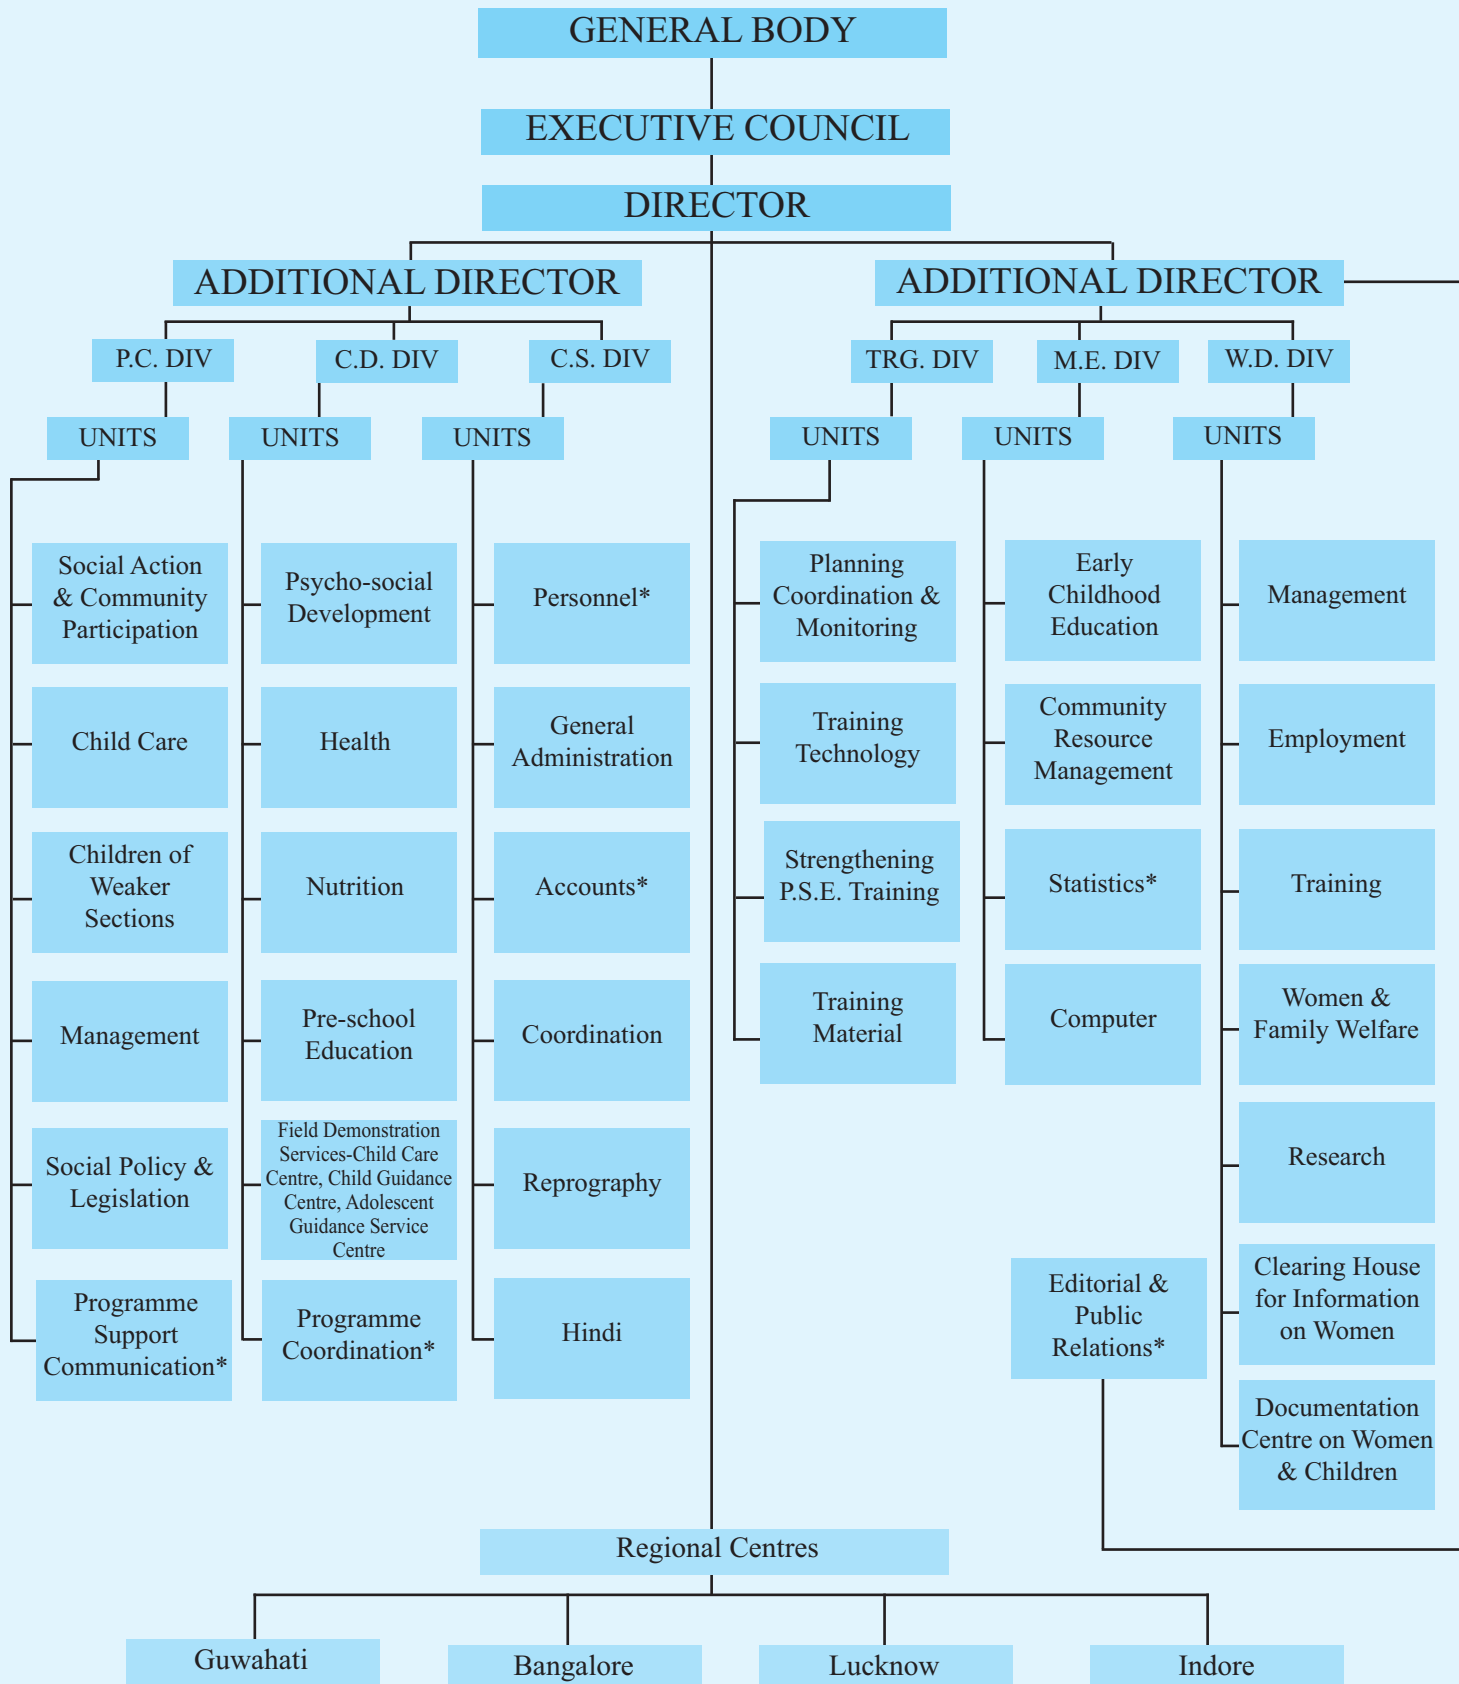 GENERAL BODY
EXECUTIVE COUNCIL
DIRECTOR
ADDITIONAL DIRECTOR
P.C. DIV
C.D. DIV
C.S. DIV
UNITS
UNITS
UNITS
Social Action
& Community
Participation
Child Care
Children of
Weaker
Sections
Management
Social Policy &
Legislation
Programme
Support
Communication*
Psycho-social
Development
Health
Nutrition
Pre-school
Education
Field Demonstration
Services-Child Care
Centre, Child Guidance
Centre, Adolescent
Guidance Service
Centre
Programme
Coordination*
Personnel*
General
Administration
Accounts*
Coordination
Reprography
Hindi
ADDITIONAL DIRECTOR
TRG. DIV
M.E. DIV
W.D. DIV
UNITS
UNITS
UNITS
Planning
Coordination &
Monitoring
Training
Technology
Strengthening
P.S.E. Training
Training
Material
Early
Childhood
Education
Community
Resource
Management
Statistics*
Computer
Management
Employment
Training
Women &
Family Welfare
Research
Clearing House
for Information
on Women
Documentation
Centre on Women
& Children
Editorial &
Public
Relations*
Regional Centres
Guwahati
Bangalore
Lucknow
Indore